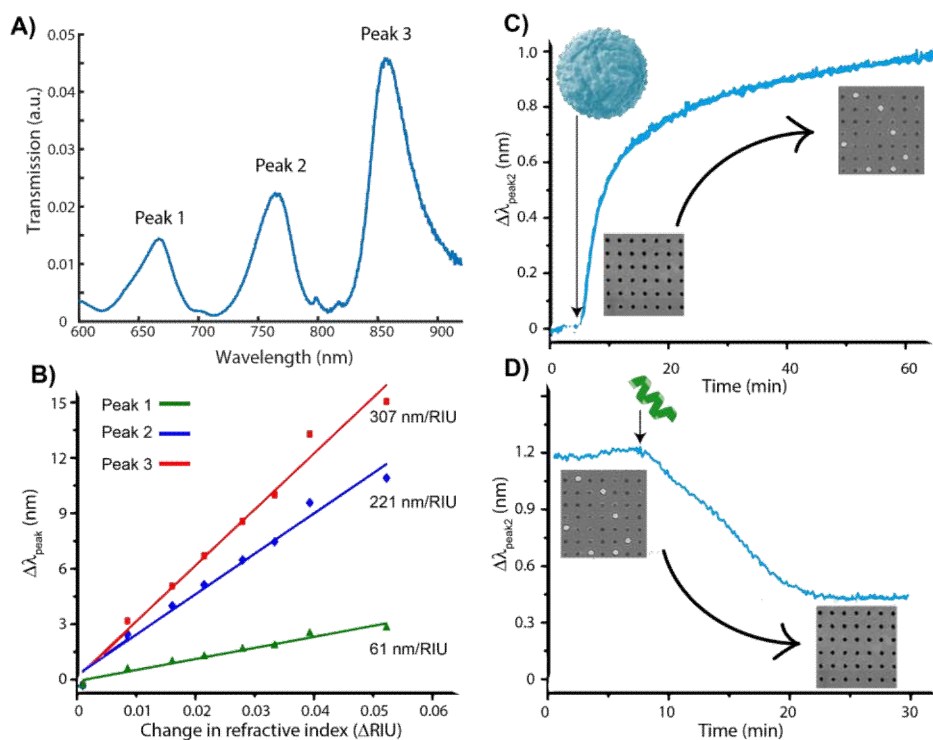 A)
Transmission (a.u.)
0.05
0.04
0.03
0.02
0.01
0
Peak 1
Peak 2
Peak 3
600
650
700
750
800
850
900
Wavelength (nm)
B)
Δλpeak (nm)
15
12
9
6
3
0
Peak 1
Peak 2
Peak 3
307 nm/RIU
221 nm/RIU
61 nm/RIU
0
0.01
0.02
0.03
0.04
0.05
0.06
Change in refractive index (ΔRIU)
C)
Δλpeak2 (nm)
1.0
0.8
0.6
0.4
0.2
0
0
20
40
60
Time (min)
D)
Δλpeak2 (nm)
1.2
0.9
0.6
0.3
0
0
10
20
30
Time (min)